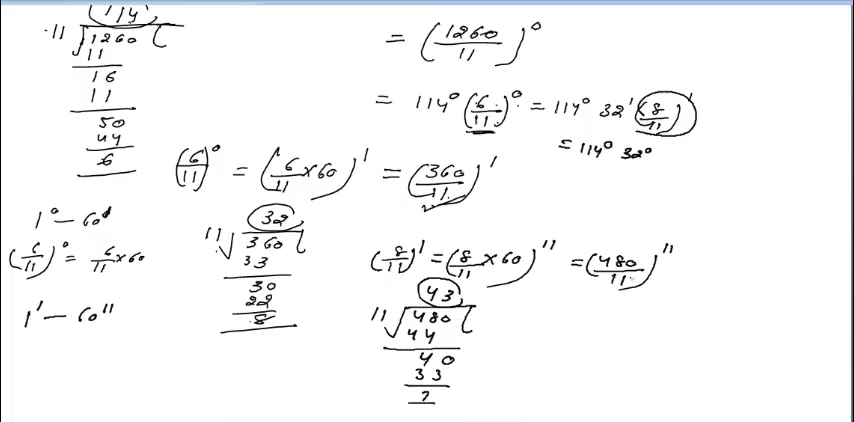 114
11 √1260 (
11
16
11
50
44
6
= (1260/11)°
= 114° (6/11)° = 114° 32' (8/11)'
= 114° 32°
(6/11)° = (6/11 × 60)' = (360/11)'
1° — 60'
(6/11)° = 6/11 × 60
1' — 60"
32
11 √360 (
33
30
22
8
(8/11)' = (8/11 × 60)" = (480/11)"
43
11 √480 (
44
40
33
7